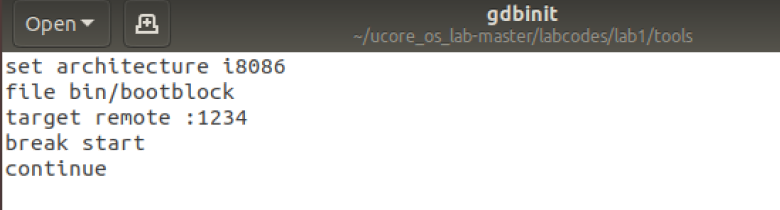 Open
gdbinit
~/ucore_os_lab-master/labcodes/lab1/tools
set architecture i8086
file bin/bootblock
target remote :1234
break start
continue